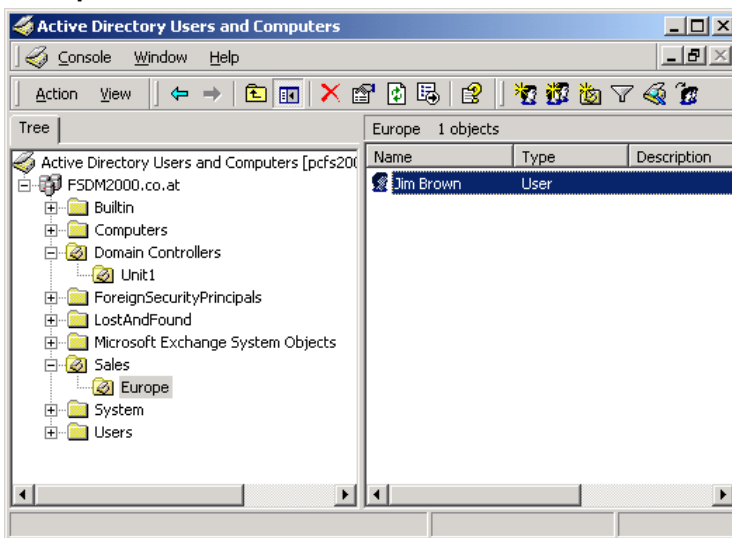 Active Directory Users and Computers
Console Window Help
Action View
Tree
Europe 1 objects
Active Directory Users and Computers [pcfs200
Name Type Description
FSDM2000.co.at
Jim Brown User
Builtin
Computers
Domain Controllers
Unit1
ForeignSecurityPrincipals
LostAndFound
Microsoft Exchange System Objects
Sales
Europe
System
Users